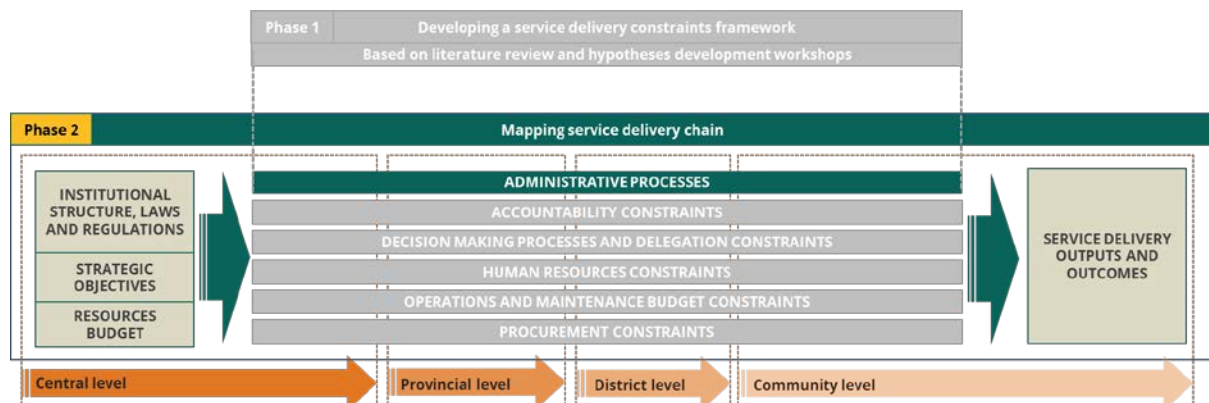 Phase 1
Developing a service delivery constraints framework
Based on literature review and hypotheses development workshops
Phase 2
Mapping service delivery chain
INSTITUTIONAL
STRUCTURE, LAWS
AND REGULATIONS
STRATEGIC
OBJECTIVES
RESOURCES
BUDGET
ADMINISTRATIVE PROCESSES
ACCOUNTABILITY CONSTRAINTS
DECISION MAKING PROCESSES AND DELEGATION CONSTRAINTS
HUMAN RESOURCES CONSTRAINTS
OPERATIONS AND MAINTENANCE BUDGET CONSTRAINTS
PROCUREMENT CONSTRAINTS
SERVICE DELIVERY
OUTPUTS AND
OUTCOMES
Central level
Provincial level
District level
Community level